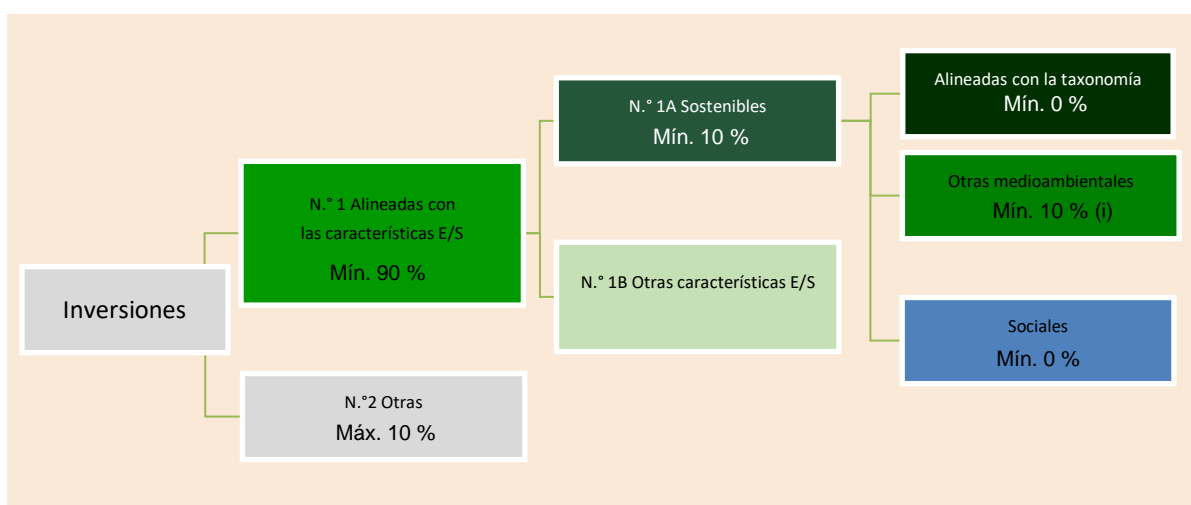 Inversiones
N.° 1 Alineadas con
las características E/S
Mín. 90 %
N.°2 Otras
Máx. 10 %
N.° 1A Sostenibles
Mín. 10 %
N.° 1B Otras características E/S
Alineadas con la taxonomía
Mín. 0 %
Otras medioambientales
Mín. 10 % (i)
Sociales
Mín. 0 %